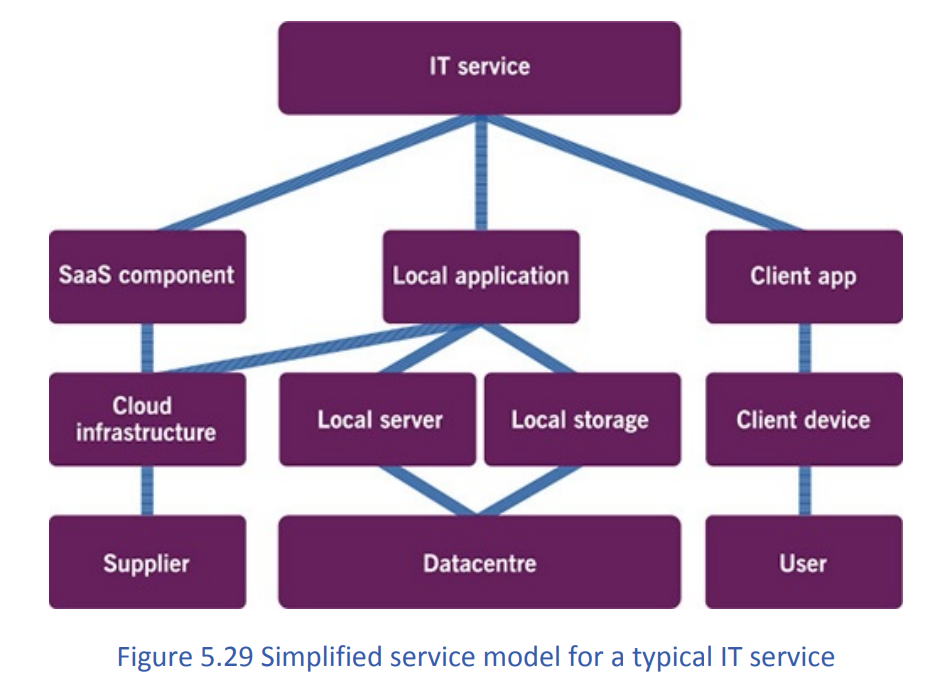 IT service
SaaS component
Local application
Client app
Cloud
infrastructure
Local server
Local storage
Client device
Supplier
Datacentre
User
Figure 5.29 Simplified service model for a typical IT service